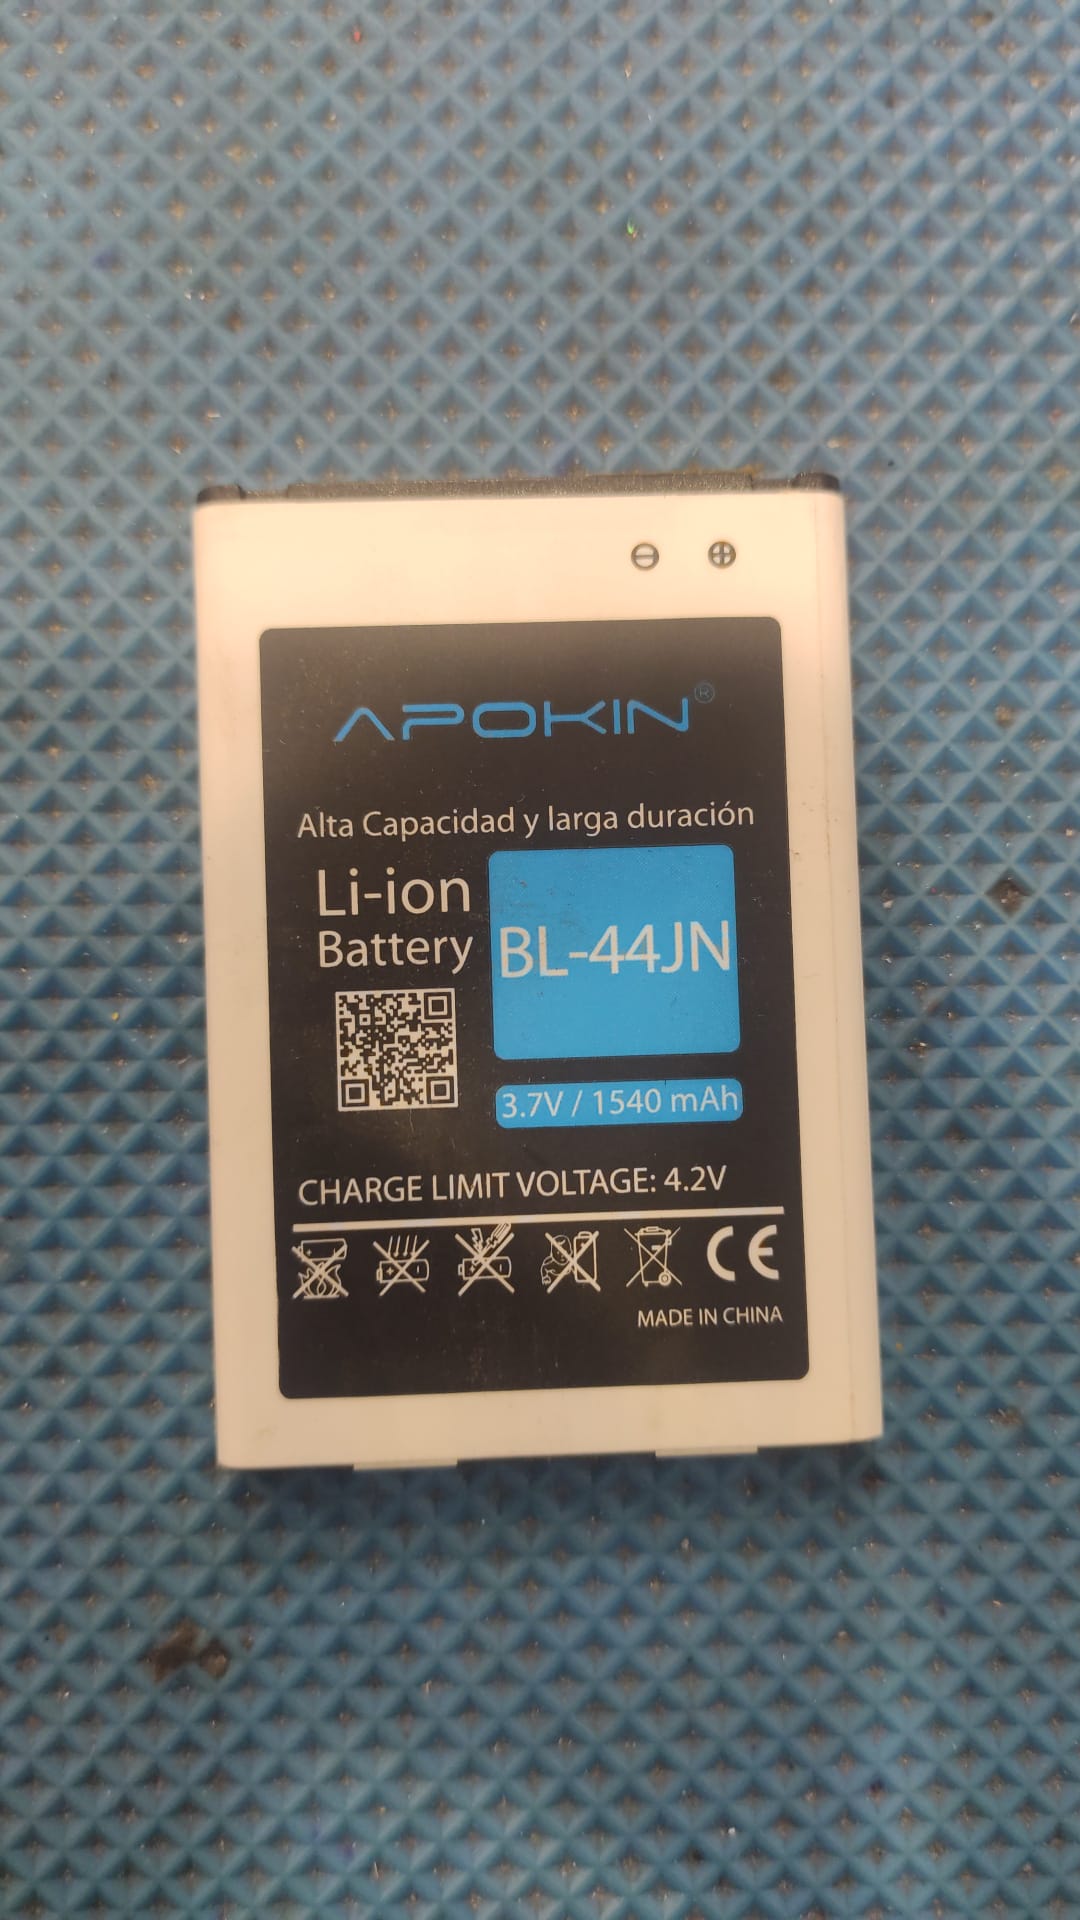 APOKIN®
Alta Capacidad y larga duración
Li-ion
Battery
BL-44JN
3.7V / 1540 mAh
CHARGE LIMIT VOLTAGE: 4.2V
CE
MADE IN CHINA